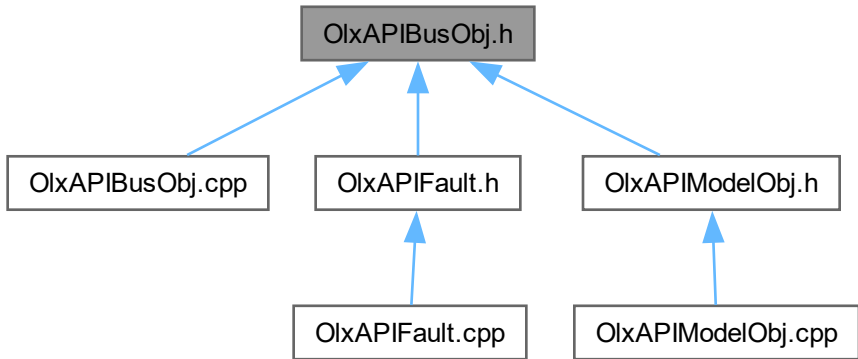 OlxAPIBusObj.h
OlxAPIBusObj.cpp
OlxAPIFault.h
OlxAPIModelObj.h
OlxAPIFault.cpp
OlxAPIModelObj.cpp